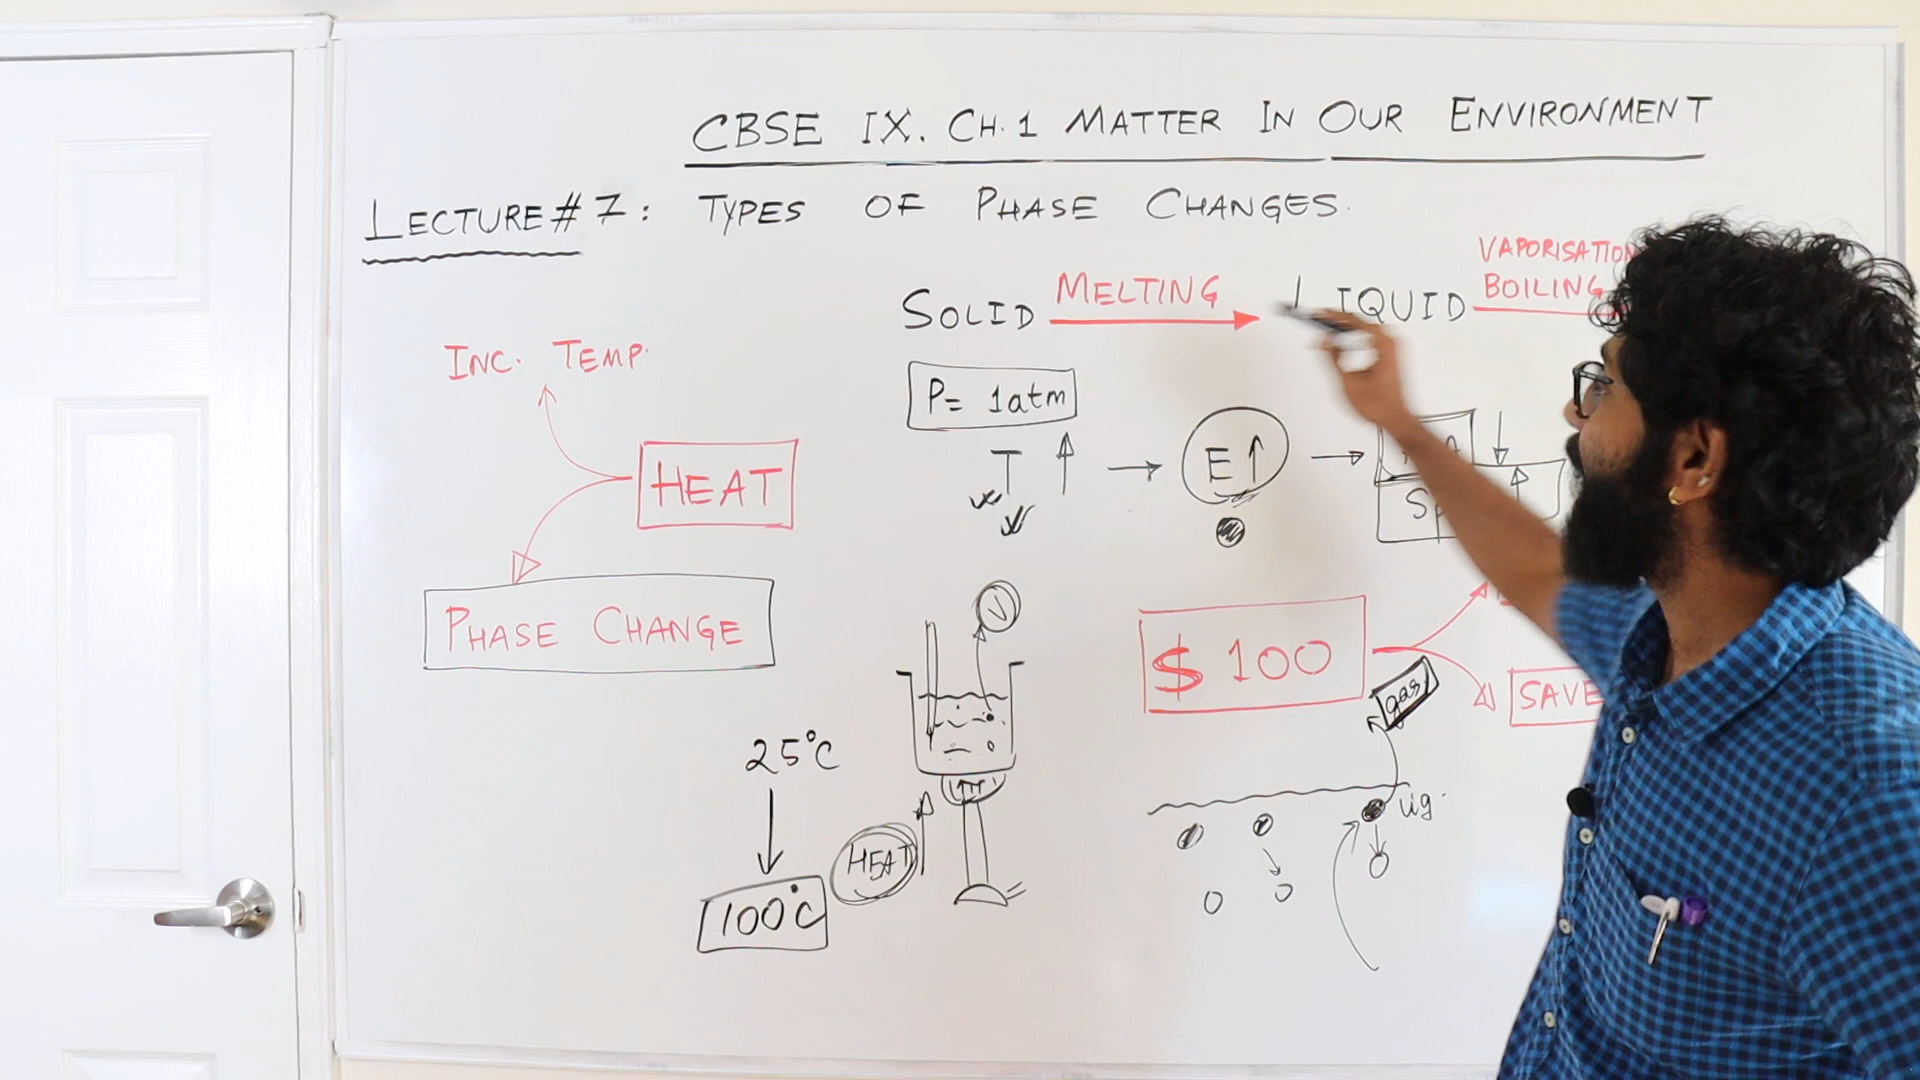 CBSE IX. CH. 1 MATTER IN OUR ENVIRONMENT
LECTURE # 7 : TYPES OF PHASE CHANGES.
SOLID MELTING LIQUID VAPORISATION BOILING
INC. TEMP.
P = 1atm
HEAT
T ↑ → E↑ →
PHASE CHANGE
$ 100
SAVE
gas
25°C
liq.
HEAT
100°C